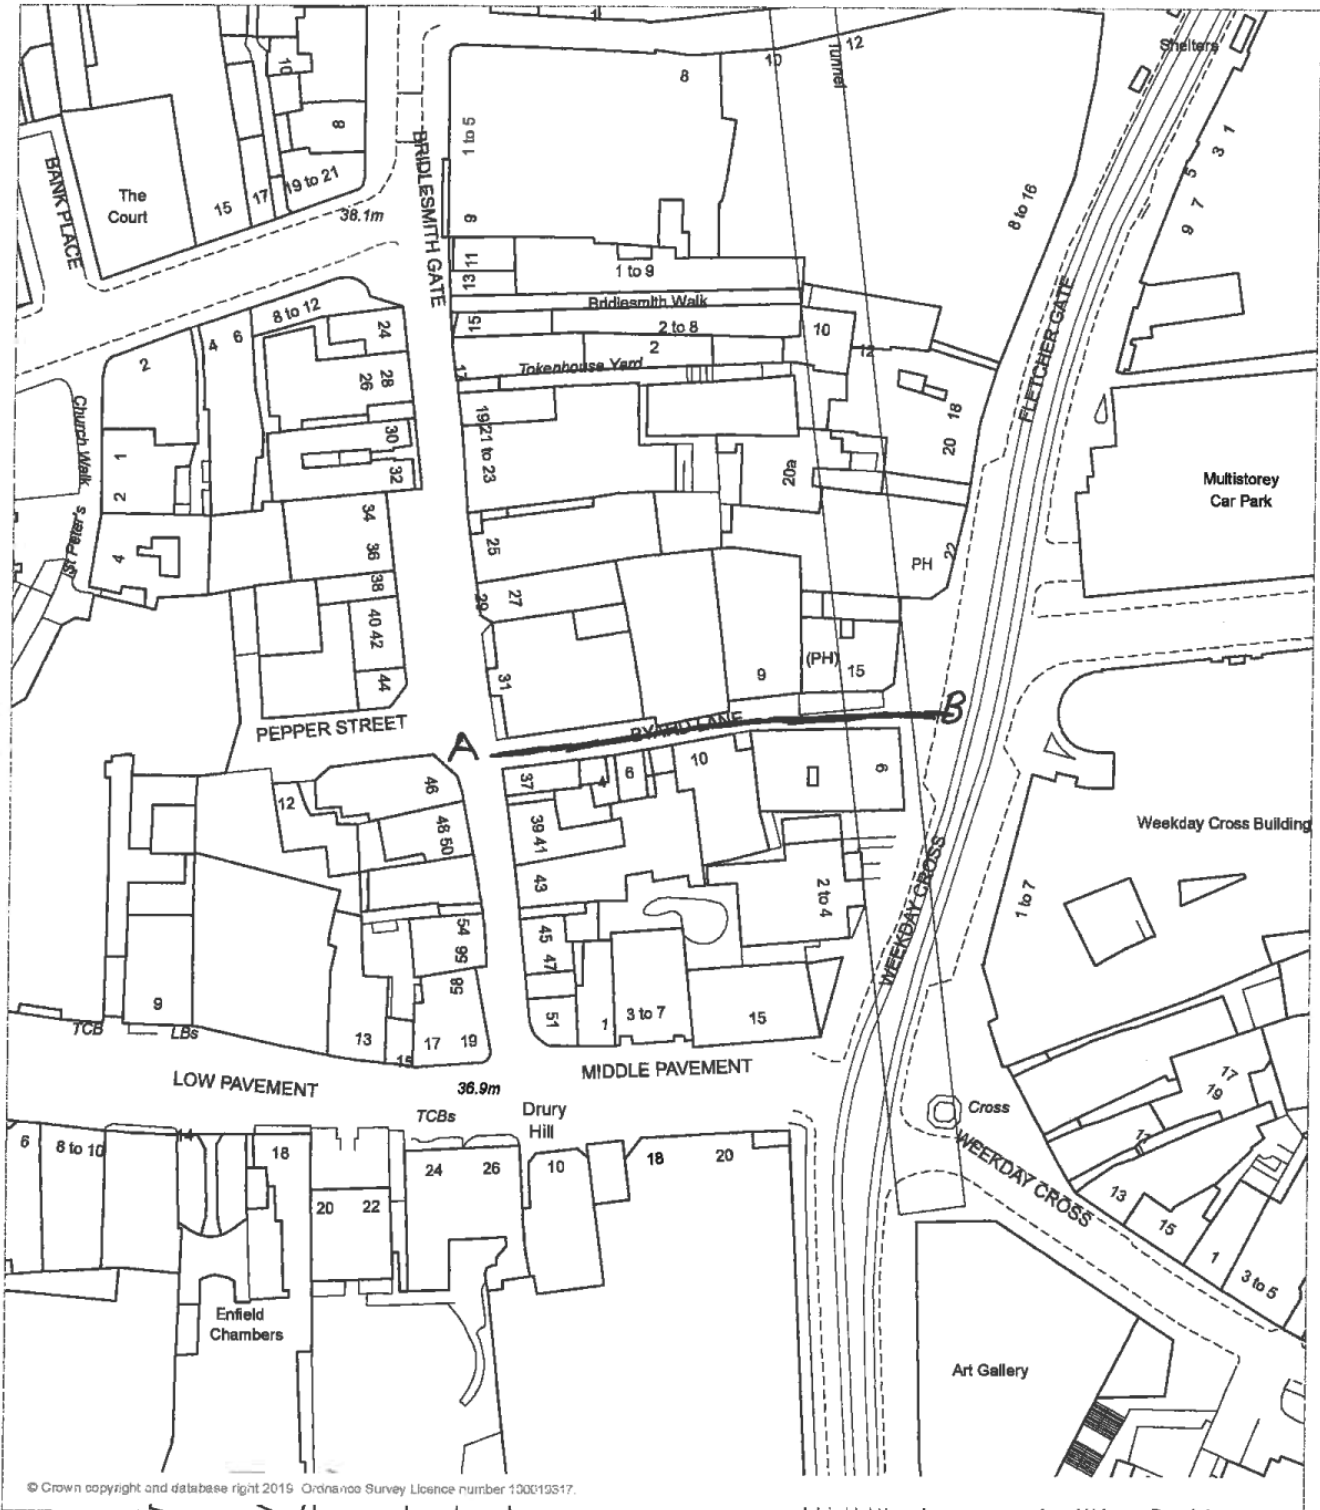 10
12
Tunnel
Shelters
8
10
1 to 5
BRIDLESMITH GATE
8
1
3
5
7
9
BANK PLACE
The
Court
15
17
19 to 21
38.1m
9
8 to 16
11
13
1 to 9
Bridlesmith Walk
FLETCHER GATE
8 to 12
24
15
2 to 8
10
2
4
6
2
12
28
26
17
Tokenhouse Yard
Church Walk
St Peter's
30
19
21 to 23
18
20
1
2
32
20a
Multistorey
Car Park
34
36
25
22
4
PH
38
27
29
40 42
(PH)
15
44
31
9
PEPPER STREET
A
BYARD LANE
B
46
37
4
6
10
6
12
48 50
39 41
Weekday Cross Building
43
2 to 4
1 to 7
WEEKDAY CROSS
54
45
47
58
9
51
1
3 to 7
15
TCB
LBs
13
15
17
19
LOW PAVEMENT
36.9m
MIDDLE PAVEMENT
TCBs
Drury
Hill
Cross
17
19
17
WEEKDAY CROSS
6
8 to 10
14
18
24
26
10
18
20
20
22
13
15
1
3 to 5
Enfield
Chambers
Art Gallery
© Crown copyright and database right 2019 Ordnance Survey Licence number 100019317.